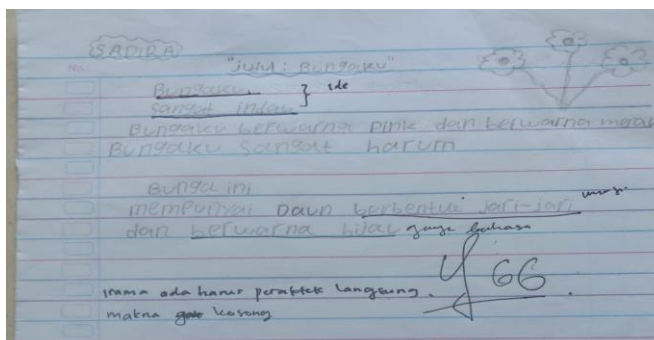 SADIRA
No.:
"judul: Bungaku"
Bungaku } ide
Sangat indah
Bungaku berwarna pink dan berwarna merah
Bungaku Sangat harum
Bunga ini
mempunyai Daun berbentuk jari-jari
dan berwarna hijau gaya bahasa
66
irama ada harus peraktek langsung.
makna kosong